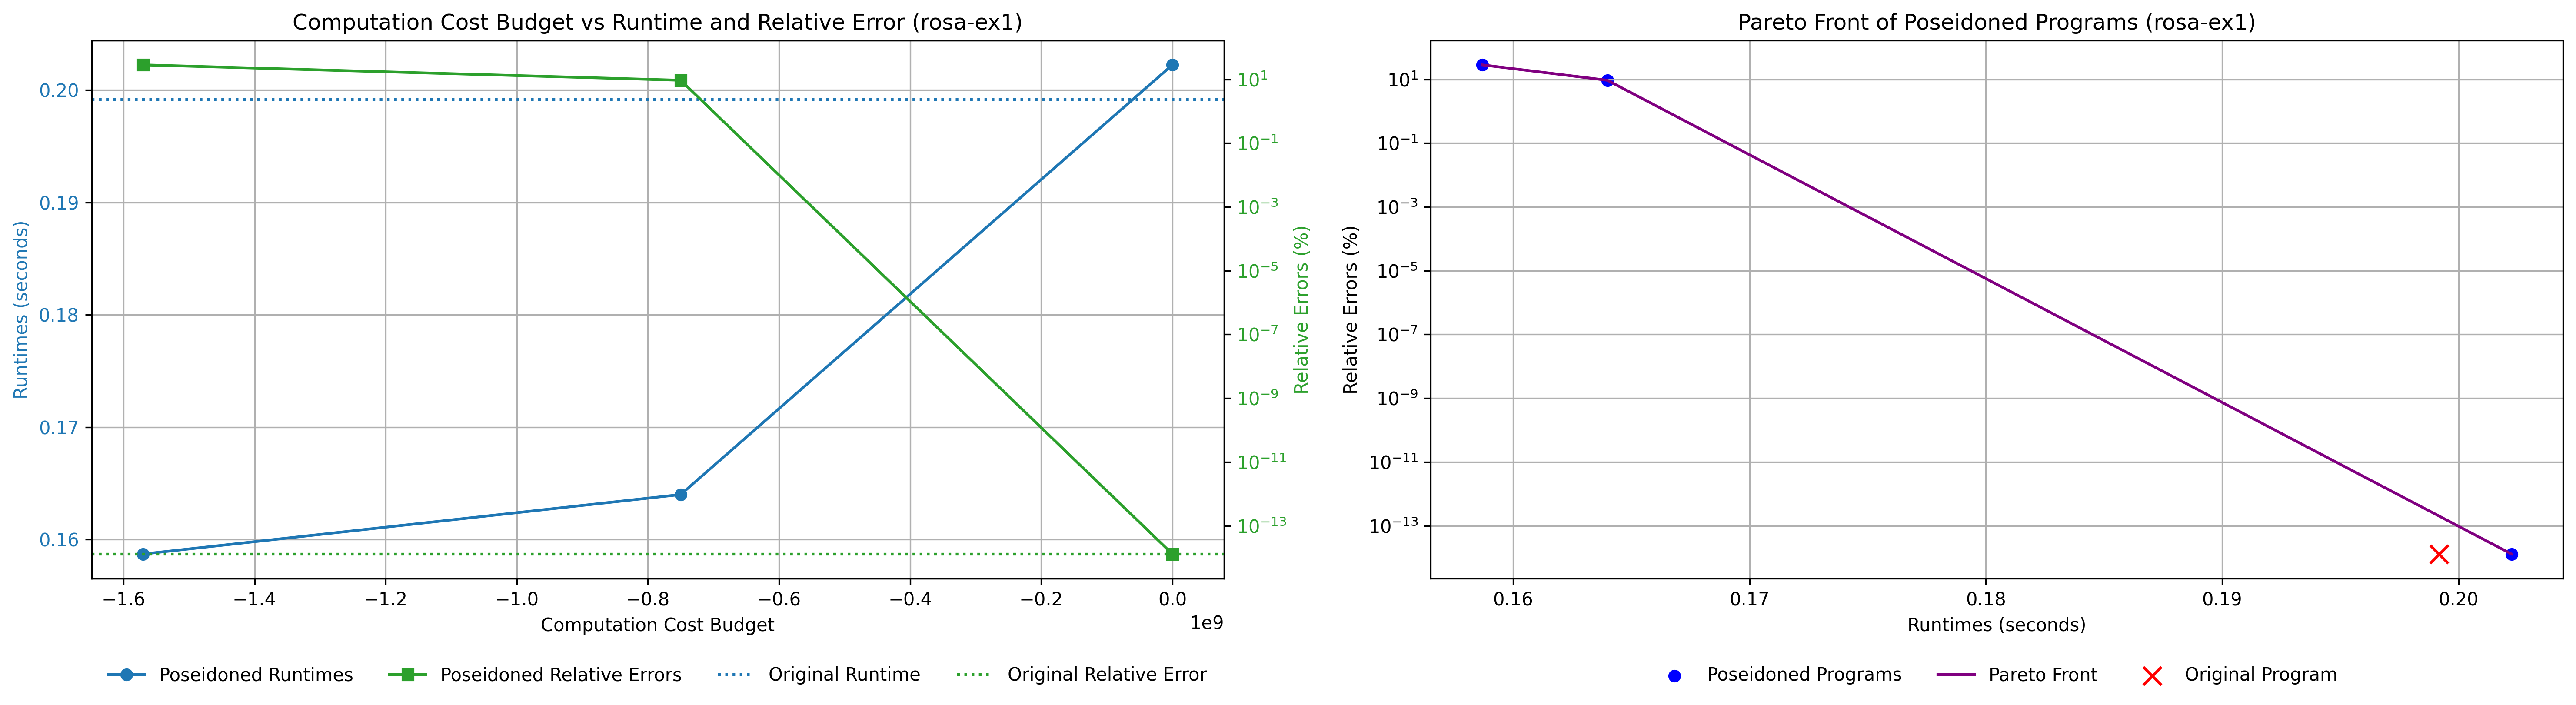 Computation Cost Budget vs Runtime and Relative Error (rosa-ex1)
Runtimes (seconds)
0.20
0.19
0.18
0.17
0.16
10¹
10⁻¹
10⁻³
10⁻⁵
10⁻⁷
10⁻⁹
10⁻¹¹
10⁻¹³
Relative Errors (%)
−1.6 −1.4 −1.2 −1.0 −0.8 −0.6 −0.4 −0.2 0.0
Computation Cost Budget
1e9
Poseidoned Runtimes Poseidoned Relative Errors Original Runtime Original Relative Error
Pareto Front of Poseidoned Programs (rosa-ex1)
Relative Errors (%)
10¹
10⁻¹
10⁻³
10⁻⁵
10⁻⁷
10⁻⁹
10⁻¹¹
10⁻¹³
0.16 0.17 0.18 0.19 0.20
Runtimes (seconds)
Poseidoned Programs Pareto Front Original Program